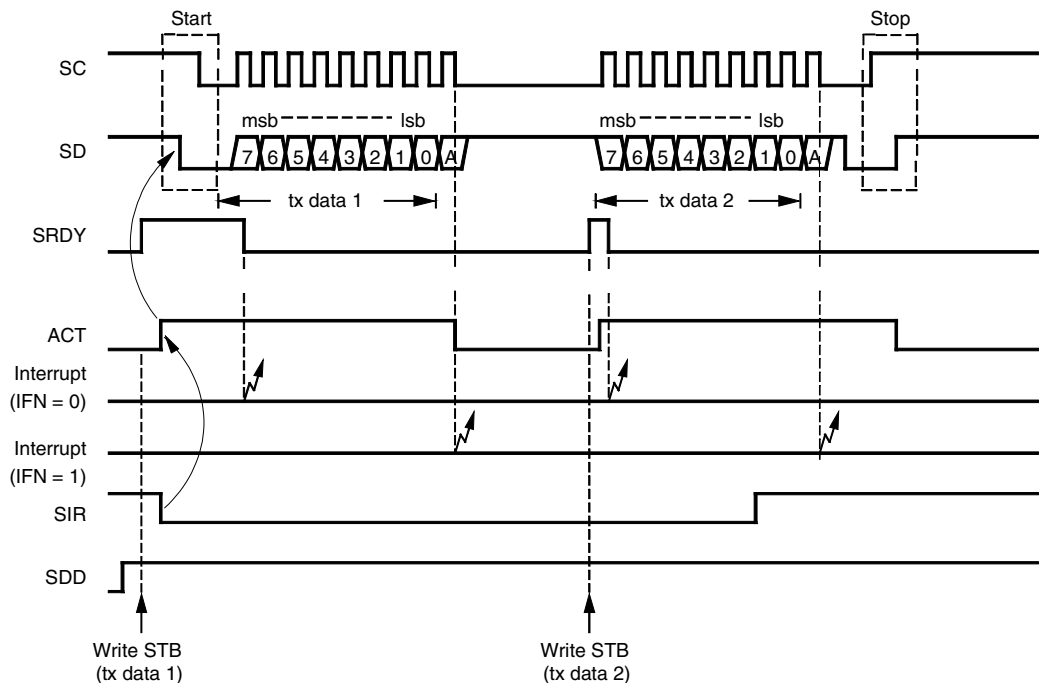 Start
Stop
SC
msb lsb
msb lsb
SD
7 6 5 4 3 2 1 0 A
7 6 5 4 3 2 1 0 A
tx data 1
tx data 2
SRDY
ACT
Interrupt
(IFN = 0)
Interrupt
(IFN = 1)
SIR
SDD
Write STB
(tx data 1)
Write STB
(tx data 2)